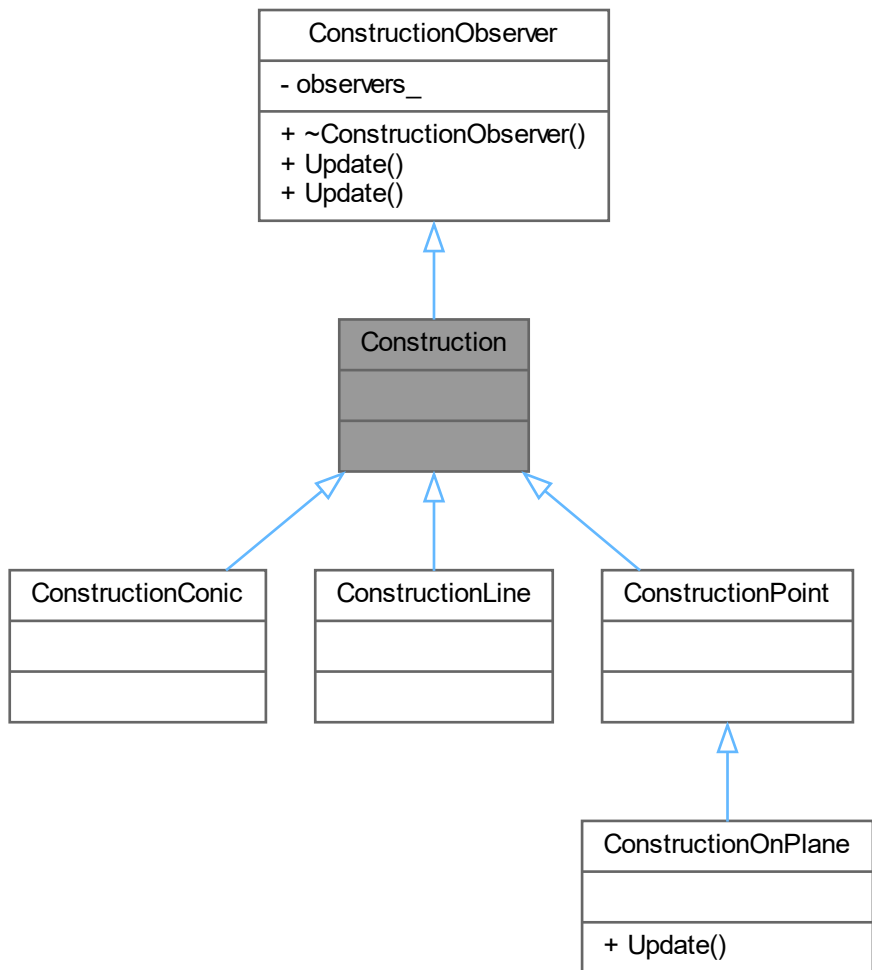 ConstructionObserver
- observers_
+ ~ConstructionObserver()
+ Update()
+ Update()
Construction
ConstructionConic
ConstructionLine
ConstructionPoint
ConstructionOnPlane
+ Update()